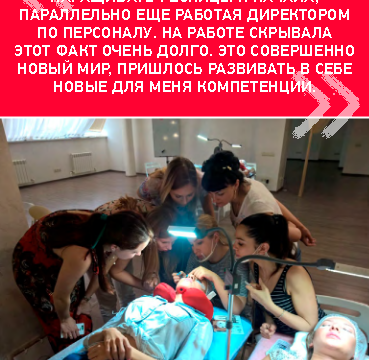 ПАРАЛЛЕЛЬНО ЕЩЕ РАБОТАЯ ДИРЕКТОРОМ
ПО ПЕРСОНАЛУ. НА РАБОТЕ СКРЫВАЛА
ЭТОТ ФАКТ ОЧЕНЬ ДОЛГО. ЭТО СОВЕРШЕННО
НОВЫЙ МИР, ПРИШЛОСЬ РАЗВИВАТЬ В СЕБЕ
НОВЫЕ ДЛЯ МЕНЯ КОМПЕТЕНЦИИ.